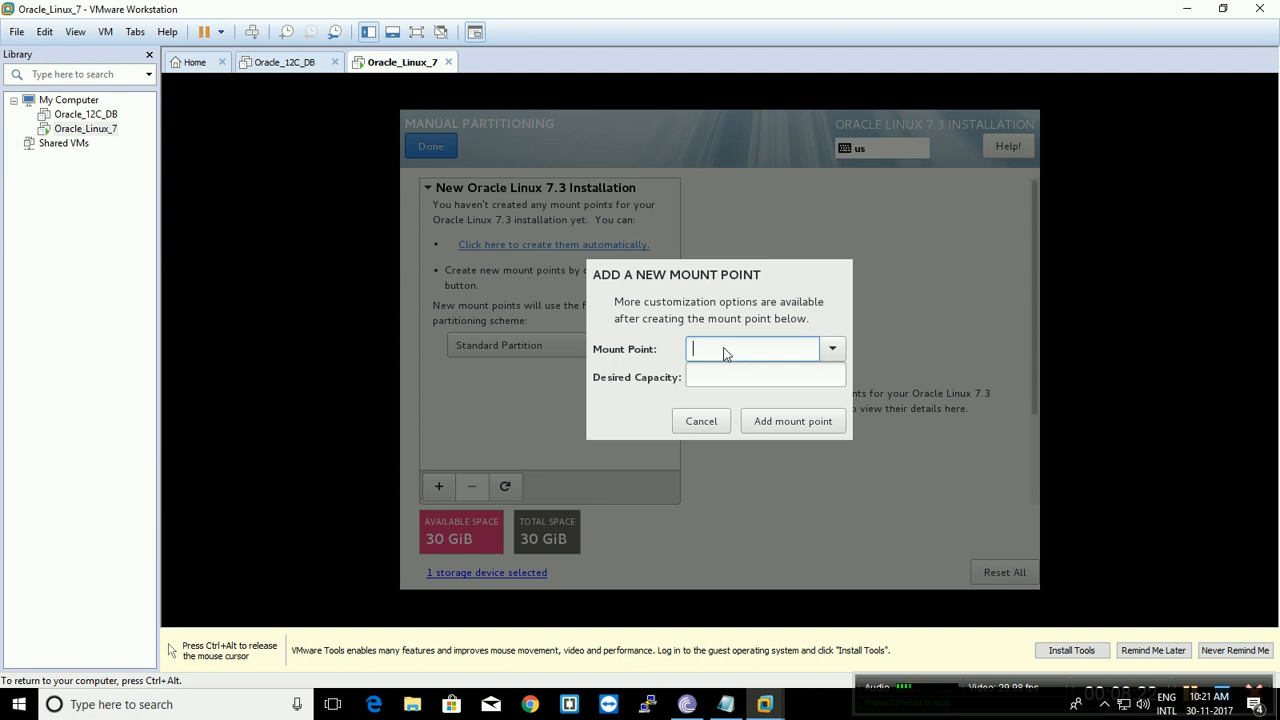 Oracle_Linux_7 - VMware Workstation
File Edit View VM Tabs Help
Library
Type here to search
My Computer
Oracle_12C_DB
Oracle_Linux_7
Shared VMs
Home
Oracle_12C_DB
Oracle_Linux_7
MANUAL PARTITIONING
Done
ORACLE LINUX 7.3 INSTALLATION
us
Help!
New Oracle Linux 7.3 Installation
You haven't created any mount points for your
Oracle Linux 7.3 installation yet. You can:
• Click here to create them automatically.
• Create new mount points by c
button.
New mount points will use the f
partitioning scheme:
Standard Partition
ADD A NEW MOUNT POINT
More customization options are available
after creating the mount point below.
Mount Point:
Desired Capacity:
Cancel Add mount point
nts for your Oracle Linux 7.3
o view their details here.
+ −
AVAILABLE SPACE
30 GiB
TOTAL SPACE
30 GiB
1 storage device selected
Reset All
Press Ctrl+Alt to release
the mouse cursor
VMware Tools enables many features and improves mouse movement, video and performance. Log in to the guest operating system and click "Install Tools".
Install Tools Remind Me Later Never Remind Me
To return to your computer, press Ctrl+Alt.
Type here to search
Audio Video: 29.98 fps
ENG
INTL
10:21 AM
30-11-2017
4